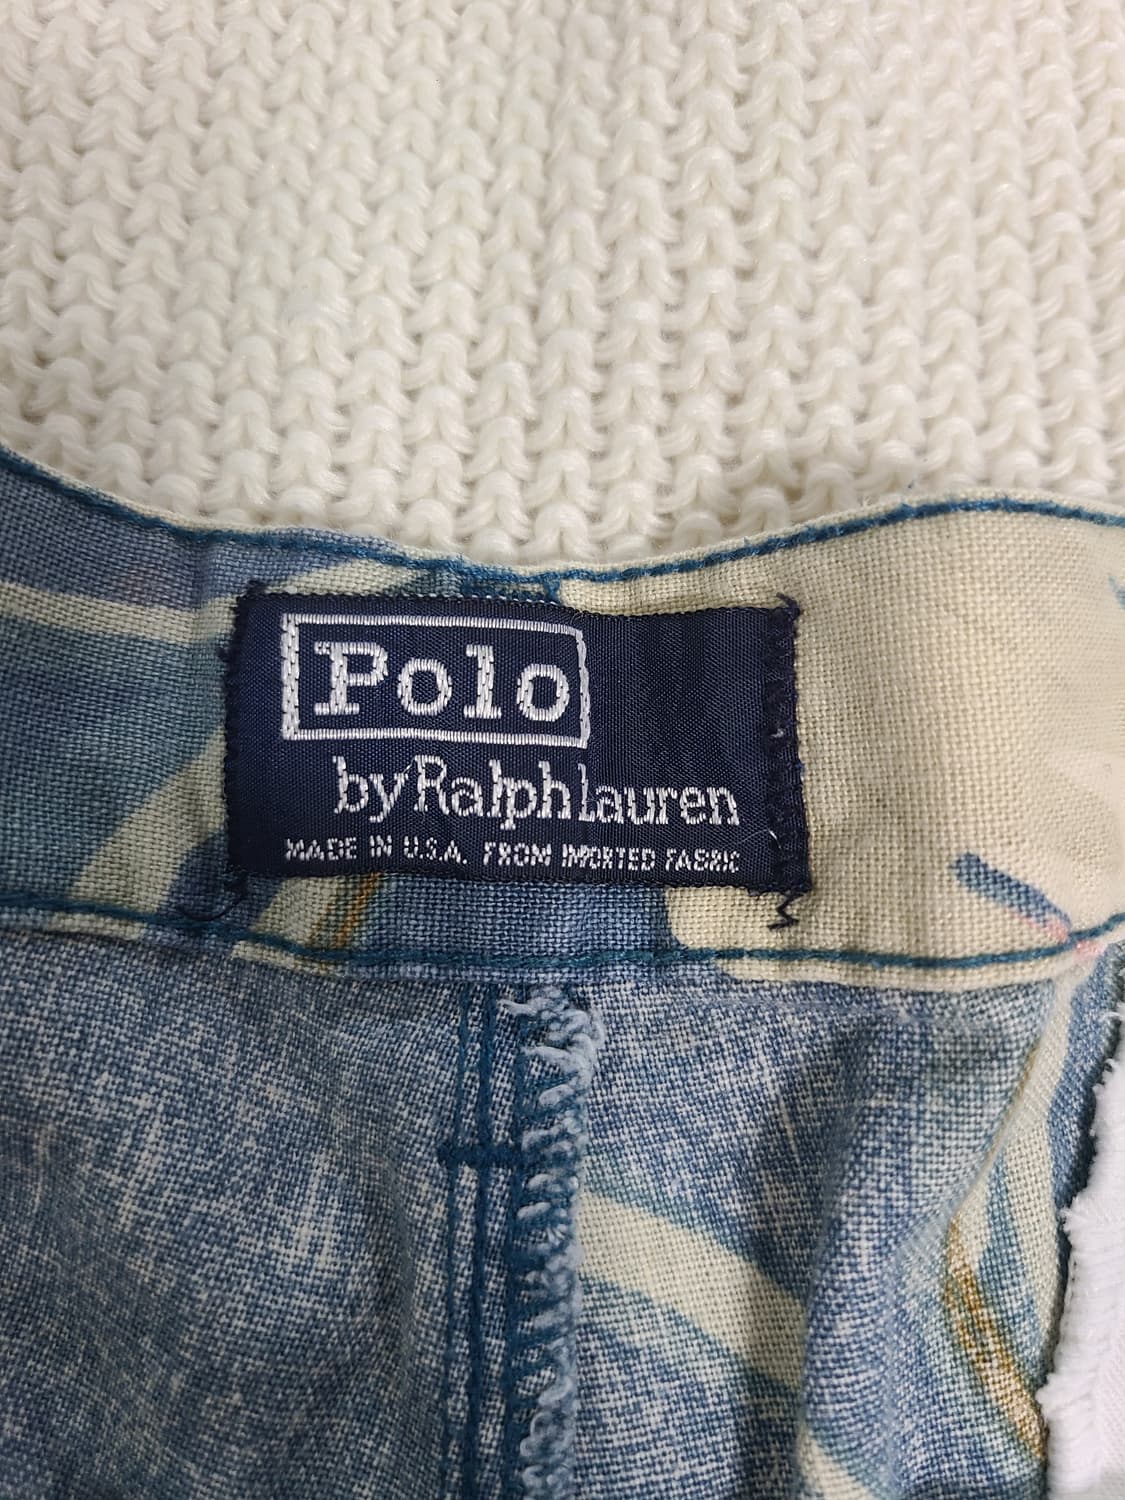 Polo
by Ralph Lauren
MADE IN U.S.A. FROM IMPORTED FABRIC